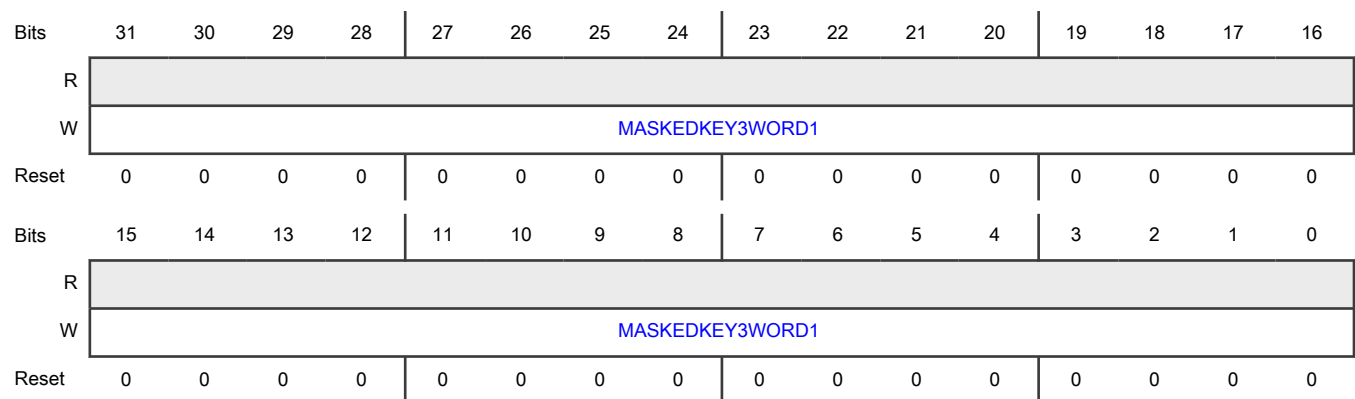 Bits 31 30 29 28 27 26 25 24 23 22 21 20 19 18 17 16
R
W MASKEDKEY3WORD1
Reset 0 0 0 0 0 0 0 0 0 0 0 0 0 0 0 0
Bits 15 14 13 12 11 10 9 8 7 6 5 4 3 2 1 0
R
W MASKEDKEY3WORD1
Reset 0 0 0 0 0 0 0 0 0 0 0 0 0 0 0 0